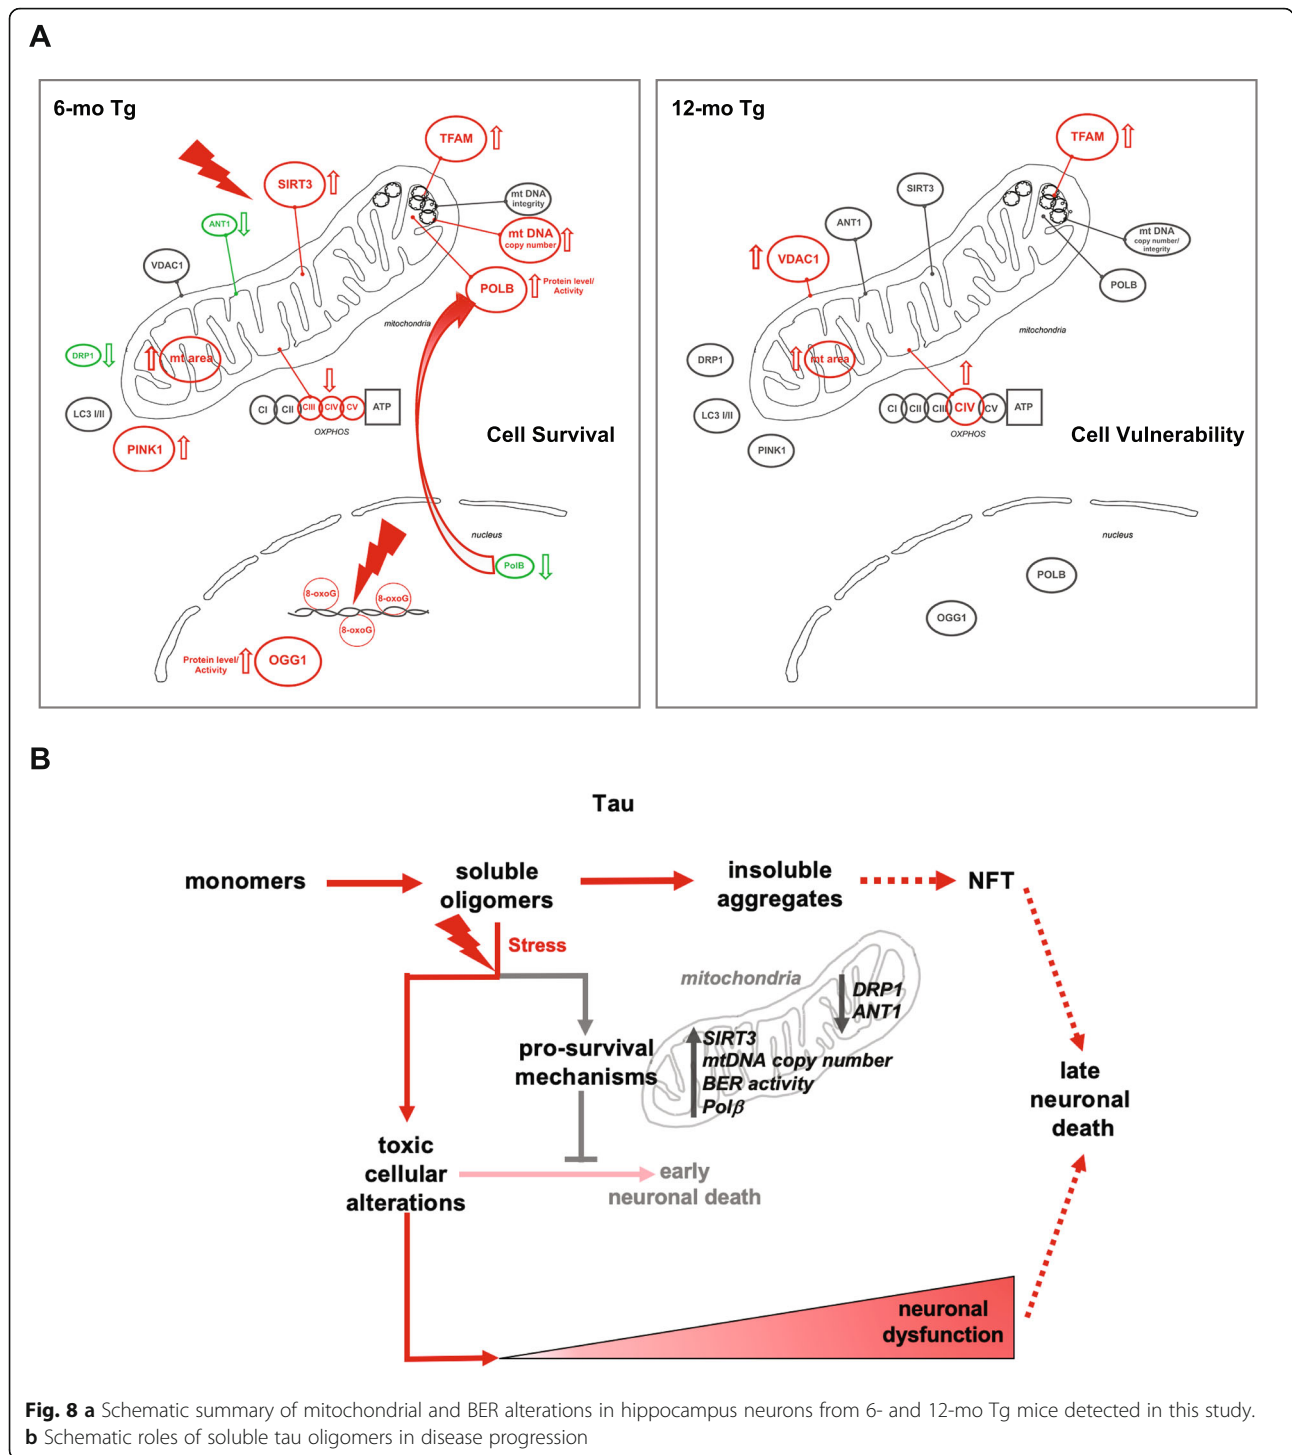 A
6-mo Tg
TFAM
SIRT3
mt DNA
integrity
ANT1
mt DNA
copy number
VDAC1
POLB
Protein level/
Activity
mitochondria
DRP1
mt area
CI CII CIII CIV CV ATP
OXPHOS
LC3 I/II
PINK1
Cell Survival
nucleus
PolB
8-oxoG
8-oxoG
8-oxoG
Protein level/
Activity
OGG1
12-mo Tg
TFAM
SIRT3
ANT1
mt DNA
copy number/
integrity
VDAC1
POLB
mitochondria
DRP1
mt area
CI CII CIII CIV CV ATP
OXPHOS
LC3 I/II
PINK1
Cell Vulnerability
nucleus
POLB
OGG1
B
Tau
monomers
soluble
oligomers
insoluble
aggregates
NFT
Stress
mitochondria
DRP1
ANT1
pro-survival
mechanisms
SIRT3
mtDNA copy number
BER activity
Polβ
late
neuronal
death
toxic
cellular
alterations
early
neuronal death
neuronal
dysfunction
Fig. 8 a Schematic summary of mitochondrial and BER alterations in hippocampus neurons from 6- and 12-mo Tg mice detected in this study.
b Schematic roles of soluble tau oligomers in disease progression